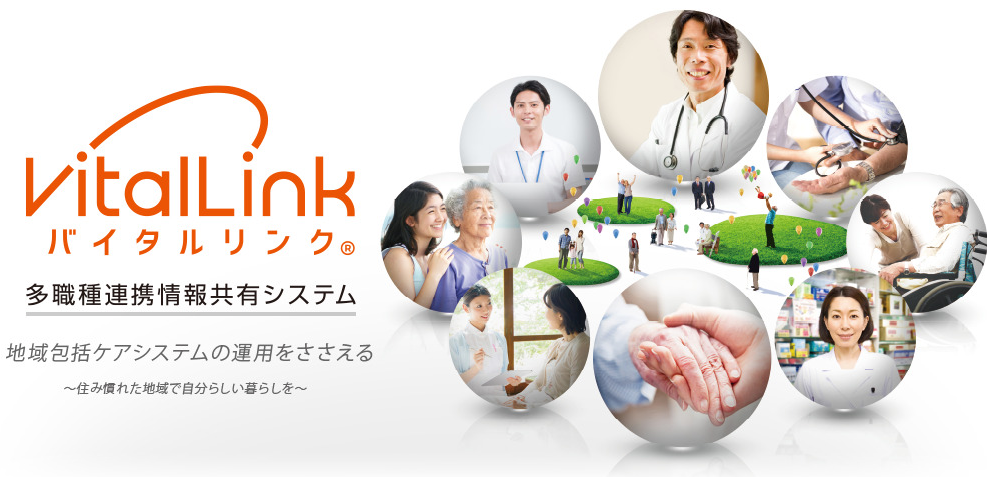 VitalLink
バイタルリンク®
多職種連携情報共有システム
地域包括ケアシステムの運用をささえる
～住み慣れた地域で自分らしい暮らしを～